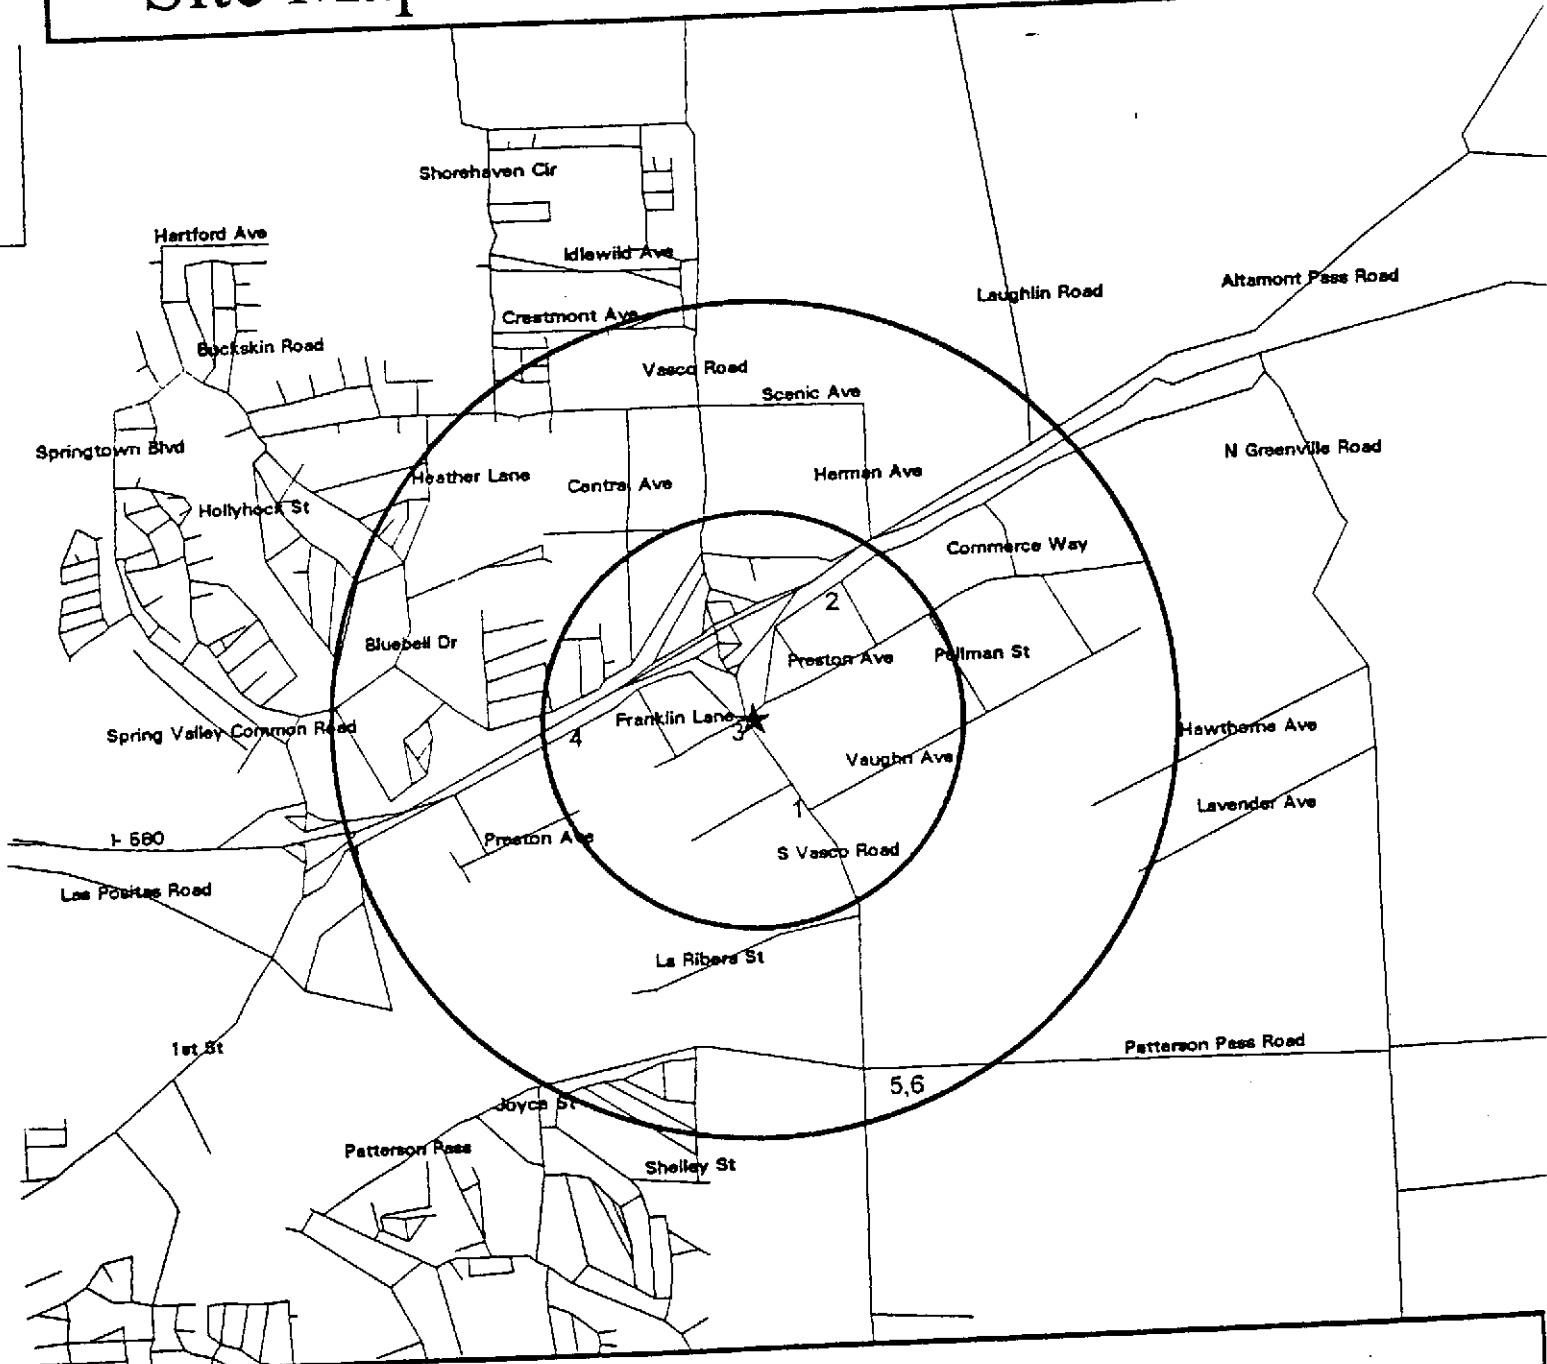 Site Map
Shorehaven Cir
Hartford Ave
Idlewild Ave
Laughlin Road
Altamont Pass Road
Crestmont Ave
Buckskin Road
Vasco Road
Scenic Ave
Springtown Blvd
Heather Lane
Central Ave
Herman Ave
N Greenville Road
Hollyhock St
Commerce Way
2
Bluebell Dr
Preston Ave
Pullman St
Franklin Lane
3
4
Spring Valley Common Road
Hawthorne Ave
Vaughn Ave
1
Lavender Ave
I- 580
Preston Ave
S Vasco Road
Las Positas Road
La Ribera St
1st St
Patterson Pass Road
5,6
Joyce St
Patterson Pass
Shelley St